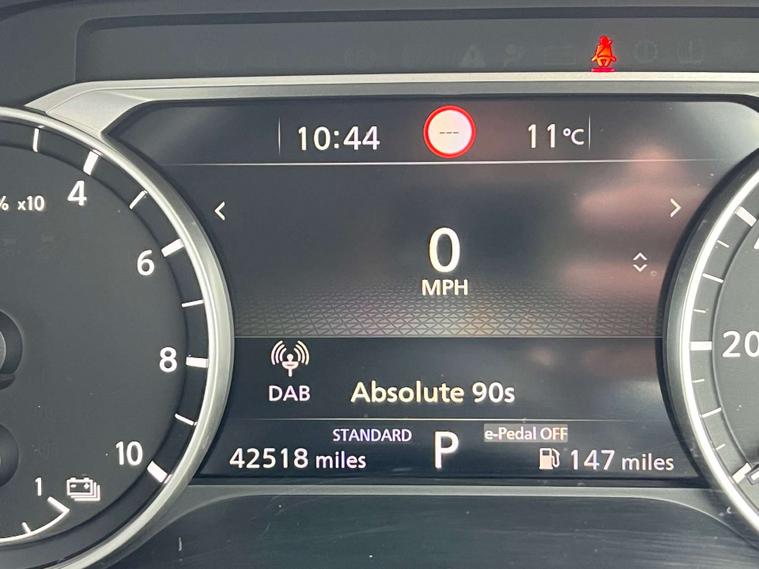 10:44
---
11°C
% x10
4
6
8
10
1
0
MPH
20
DAB
Absolute 90s
STANDARD
P
e-Pedal OFF
42518 miles
147 miles